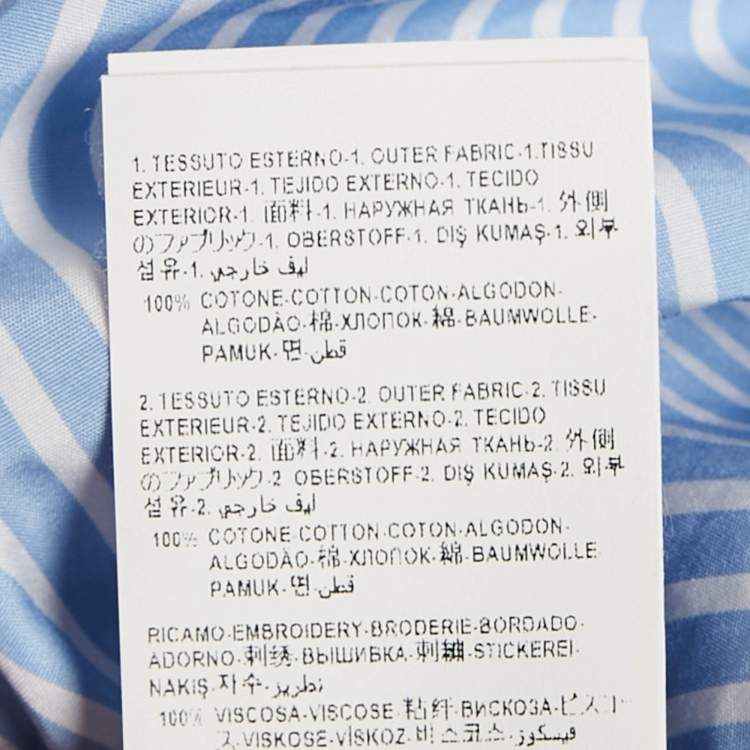 1. TESSUTO ESTERNO-1. OUTER FABRIC-1.TISSU
EXTERIEUR-1. TEJIDO EXTERNO-1. TECIDO
EXTERIOR-1. 面料-1. НАРУЖНАЯ ТКАНЬ-1. 外側
のファブリック-1. OBERSTOFF-1. DIŞ KUMAŞ-1. 외부
섬유-1. ليف خارجي
100% COTONE-COTTON-COTON-ALGODON-
ALGODÃO-棉-ХЛОПОК-綿-BAUMWOLLE-
PAMUK-면-قطن
2. TESSUTO ESTERNO-2. OUTER FABRIC-2. TISSU
EXTERIEUR-2. TEJIDO EXTERNO-2. TECIDO
EXTERIOR-2. 面料-2. НАРУЖНАЯ ТКАНЬ-2. 外側
のファブリック-2 OBERSTOFF-2. DIŞ KUMAŞ-2. 외부
섬유-2. ليف خارجي
100% COTONE-COTTON-COTON-ALGODON-
ALGODÃO-棉-ХЛОПОК-綿-BAUMWOLLE
PAMUK-면-قطن
RICAMO-EMBROIDERY-BRODERIE-BORDADO-
ADORNO-刺绣-ВЫШИВКА-刺繍-STICKEREI-
NAKIŞ-자수-تطريز
100% VISCOSA-VISCOSE-粘纤-ВИСКОЗА-ビスコー
ス-VISKOSE-VİSKOZ-비스코스-فيسكوز